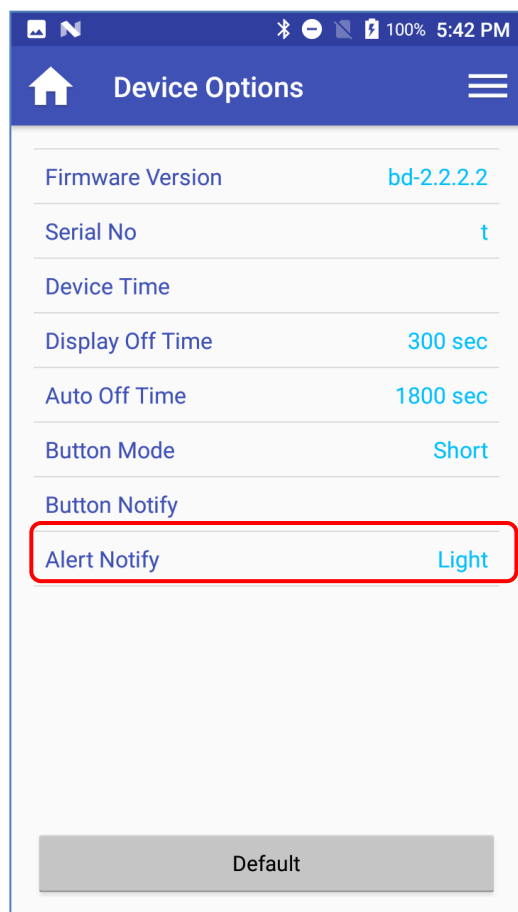 100% 5:42 PM
Device Options
Firmware Version bd-2.2.2.2
Serial No t
Device Time
Display Off Time 300 sec
Auto Off Time 1800 sec
Button Mode Short
Button Notify
Alert Notify Light
Default